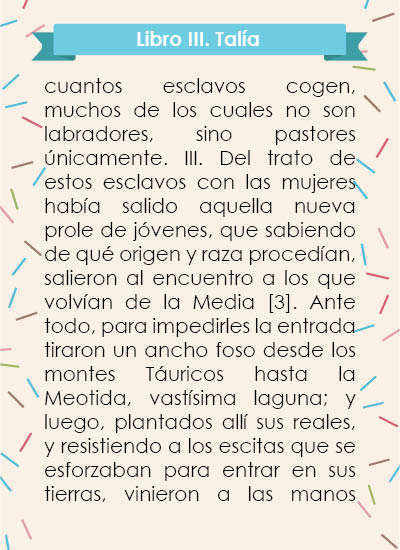 Libro III. Talía
cuantos esclavos cogen,
muchos de los cuales no son
labradores, sino pastores
únicamente. III. Del trato de
estos esclavos con las mujeres
había salido aquella nueva
prole de jóvenes, que sabiendo
de qué origen y raza procedían,
salieron al encuentro a los que
volvían de la Media [3]. Ante
todo, para impedirles la entrada
tiraron un ancho foso desde los
montes Táuricos hasta la
Meotida, vastísima laguna; y
luego, plantados allí sus reales,
y resistiendo a los escitas que se
esforzaban para entrar en sus
tierras, vinieron a las manos